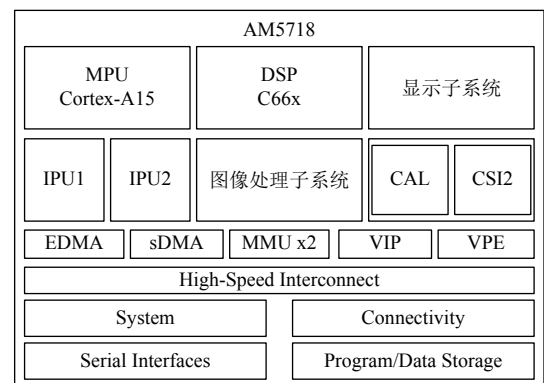 AM5718
MPU
Cortex-A15
DSP
C66x
显示子系统
IPU1
IPU2
图像处理子系统
CAL
CSI2
EDMA
sDMA
MMU x2
VIP
VPE
High-Speed Interconnect
System
Connectivity
Serial Interfaces
Program/Data Storage